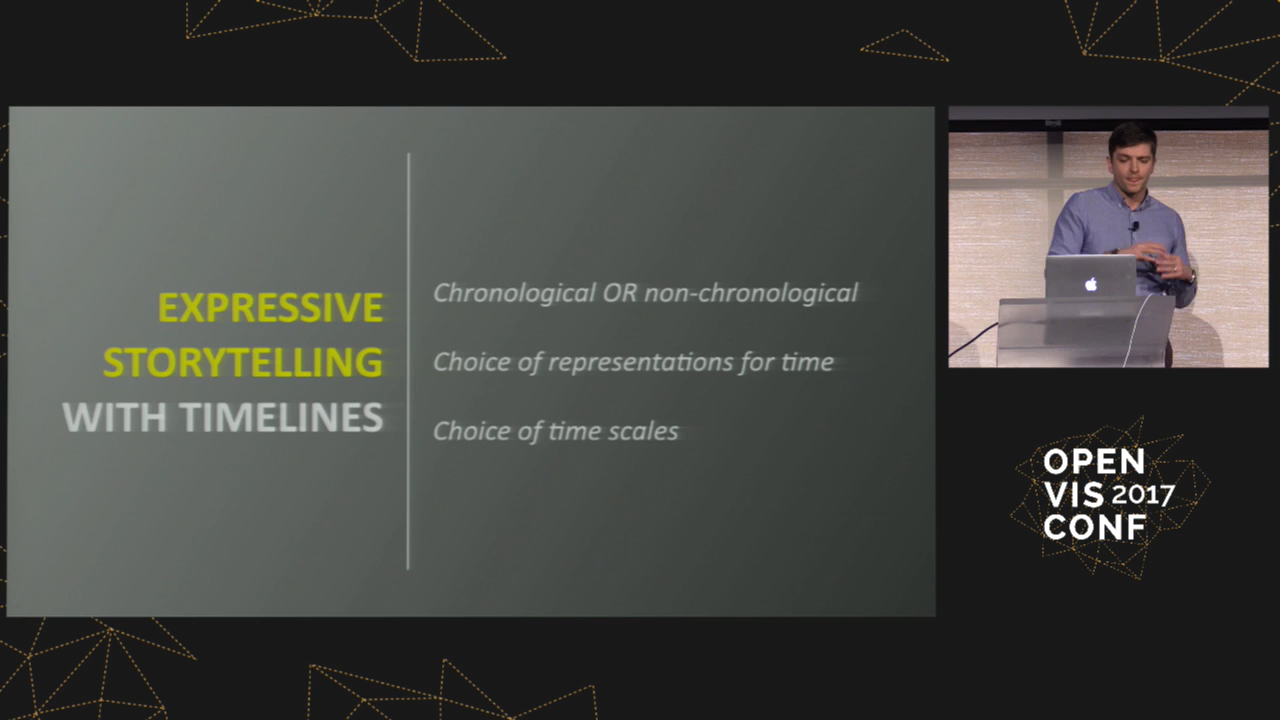 EXPRESSIVE
STORYTELLING
WITH TIMELINES
Chronological OR non-chronological
Choice of representations for time
Choice of time scales
OPEN
VIS 2017
CONF